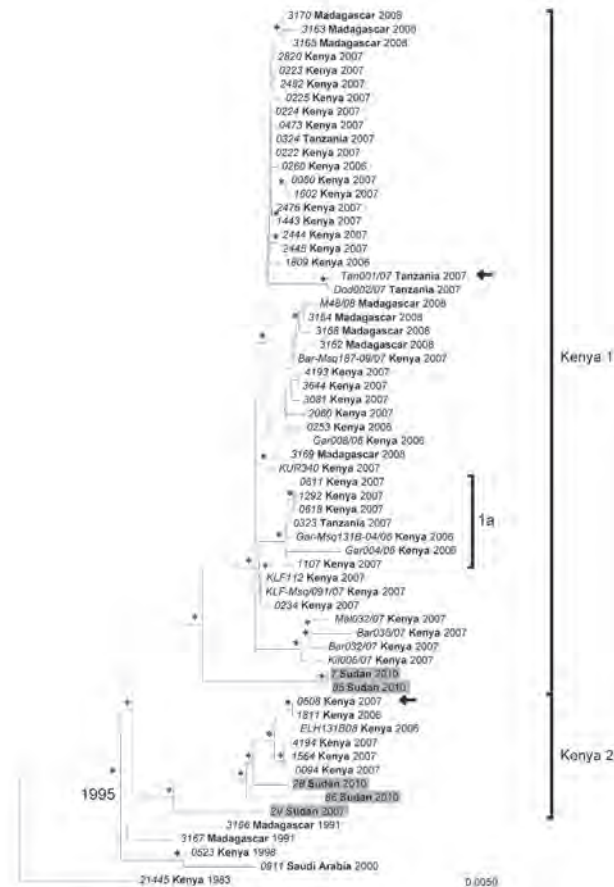 3170 Madagascar 2008
3163 Madagascar 2008
3165 Madagascar 2008
2820 Kenya 2007
0223 Kenya 2007
2482 Kenya 2007
0225 Kenya 2007
0224 Kenya 2007
0473 Kenya 2007
0324 Tanzania 2007
0222 Kenya 2007
0260 Kenya 2006
Kenya 2007
1602 Kenya 2007
2476 Kenya 2007
1443 Kenya 2007
2444 Kenya 2007
2445 Kenya 2007
1609 Kenya 2006
Tan001/07 Tanzania 2007
Dod002/07 Tanzania 2007
M48/08 Madagascar 2008
3164 Madagascar 2008
3168 Madagascar 2008
3162 Madagascar 2008
Bar-Msq187-09/07 Kenya 2007
Kenya 1
4193 Kenya 2007
3644 Kenya 2007
3081 Kenya 2007
2060 Kenya 2007
0253 Kenya 2006
Gar008/06 Kenya 2006
3169 Madagascar 2008
KUR340 Kenya 2007
0611 Kenya 2007
1292 Kenya 2007
0618 Kenya 2007
0323 Tanzania 2007
1a
Gar-Msq131B-04/06 Kenya 2006
Gar004/06 Kenya 2006
1107 Kenya 2007
KLF112 Kenya 2007
KLF-Msq/091/07 Kenya 2007
0234 Kenya 2007
Mal032/07 Kenya 2007
Bar035/07 Kenya 2007
Bar032/07 Kenya 2007
Kil006/07 Kenya 2007
7 Sudan 2010
85 Sudan 2010
0608 Kenya 2007
1811 Kenya 2006
Kenya 2006
4194 Kenya 2007
1564 Kenya 2007
Kenya 2
0094 Kenya 2007
28 Sudan 2010
86 Sudan 2010
1995
2V Sudan 2007
3166 Madagascar 1991
3167 Madagascar 1991
0523 Kenya 1998
0911 Saudi Arabia 2000
21445 Kenya 1983
0.0050